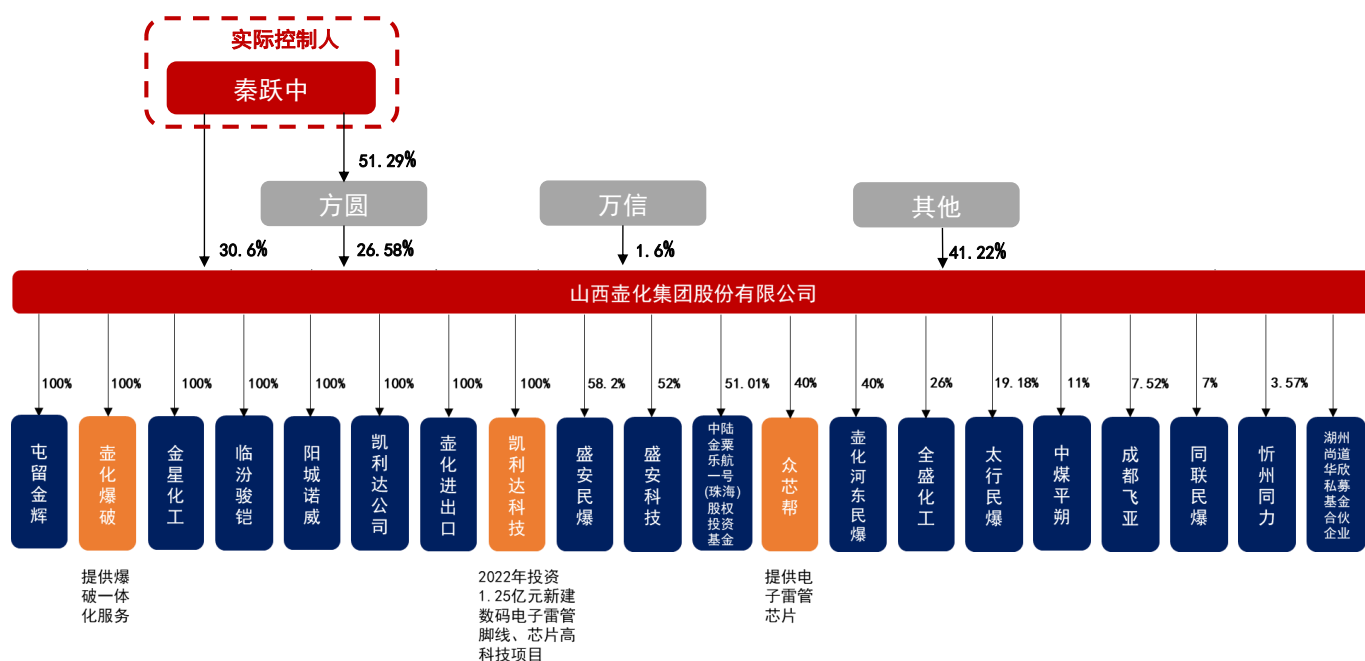 实际控制人
秦跃中
51.29%
方圆
万信
其他
30.6%
26.58%
1.6%
41.22%
山西壶化集团股份有限公司
100%
100%
100%
100%
100%
100%
100%
100%
58.2%
52%
51.01%
40%
40%
26%
19.18%
11%
7.52%
7%
3.57%
屯留金辉
壶化爆破
金星化工
临汾骏铠
阳城诺威
凯利达公司
壶化进出口
凯利达科技
盛安民爆
盛安科技
中陆
金粟
乐航
一号
(珠海)
股权
投资
基金
众芯帮
壶化河东民爆
全盛化工
太行民爆
中煤平朔
成都飞亚
同联民爆
忻州同力
湖州
尚道
华欣
私募
基金
合伙
企业
提供爆
破一体
化服务
2022年投资
1.25亿元新建
数码电子雷管
脚线、芯片高
科技项目
提供电
子雷管
芯片